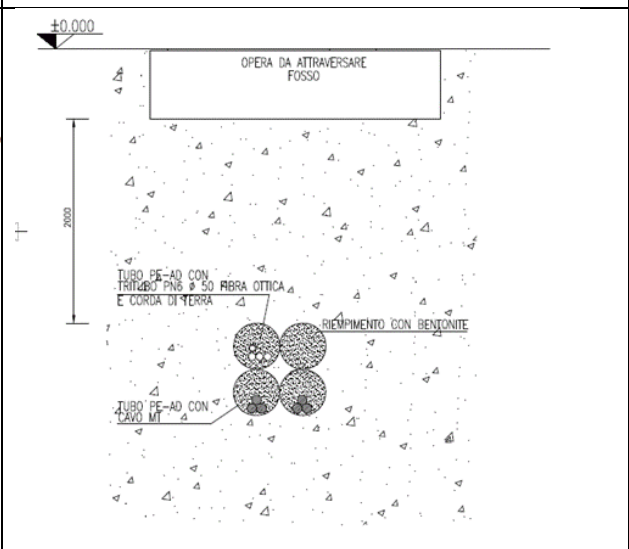 ±0.000
OPERA DA ATTRAVERSARE
FOSSO
2000
TUBO PE-AD CON
TRITUBO PN6 Ø 50 FIBRA OTTICA
E CORDA DI TERRA
RIEMPIMENTO CON BENTONITE
TUBO PE-AD CON
CAVO MT